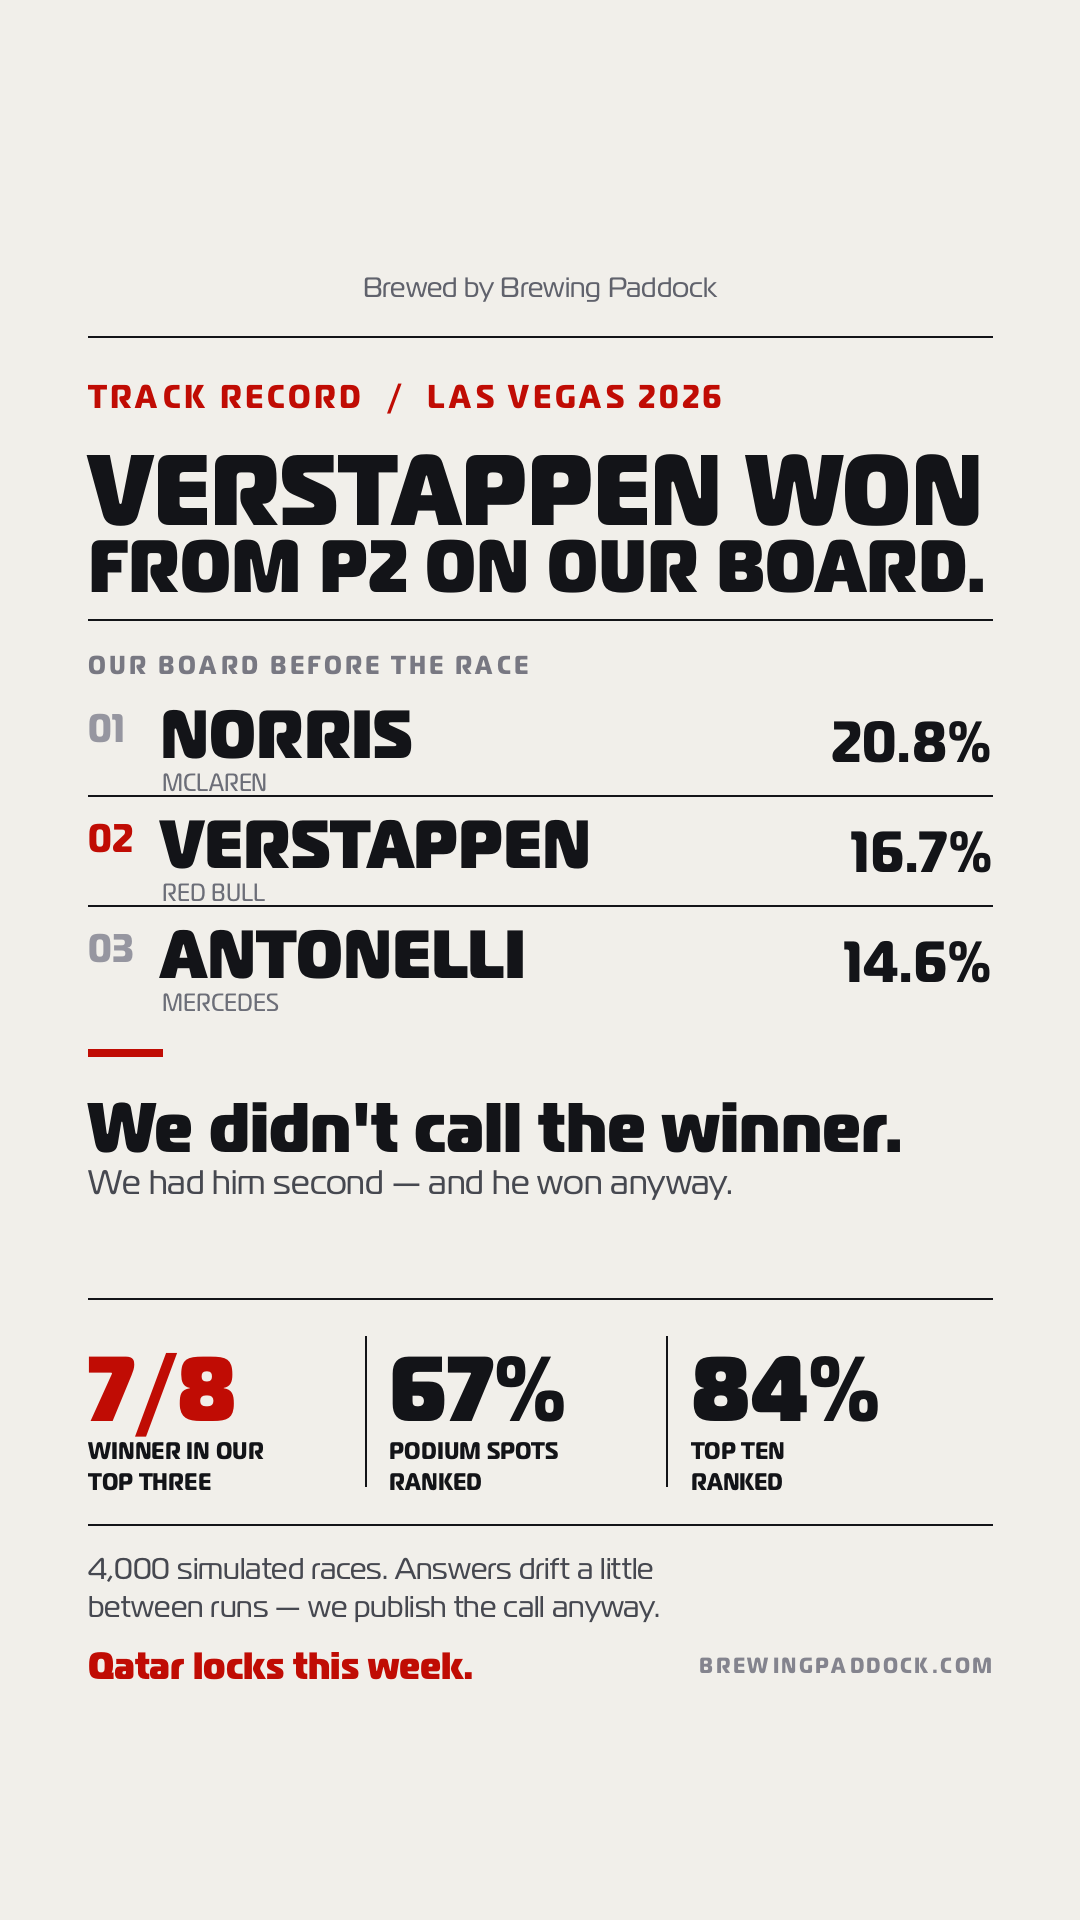 Brewed by Brewing Paddock
TRACK RECORD / LAS VEGAS 2026
VERSTAPPEN WON
FROM P2 ON OUR BOARD.
OUR BOARD BEFORE THE RACE
01 NORRIS 20.8%
MCLAREN
02 VERSTAPPEN 16.7%
RED BULL
03 ANTONELLI 14.6%
MERCEDES
We didn't call the winner.
We had him second — and he won anyway.
7/8 67% 84%
WINNER IN OUR PODIUM SPOTS TOP TEN
TOP THREE RANKED RANKED
4,000 simulated races. Answers drift a little
between runs — we publish the call anyway.
Qatar locks this week. BREWINGPADDOCK.COM